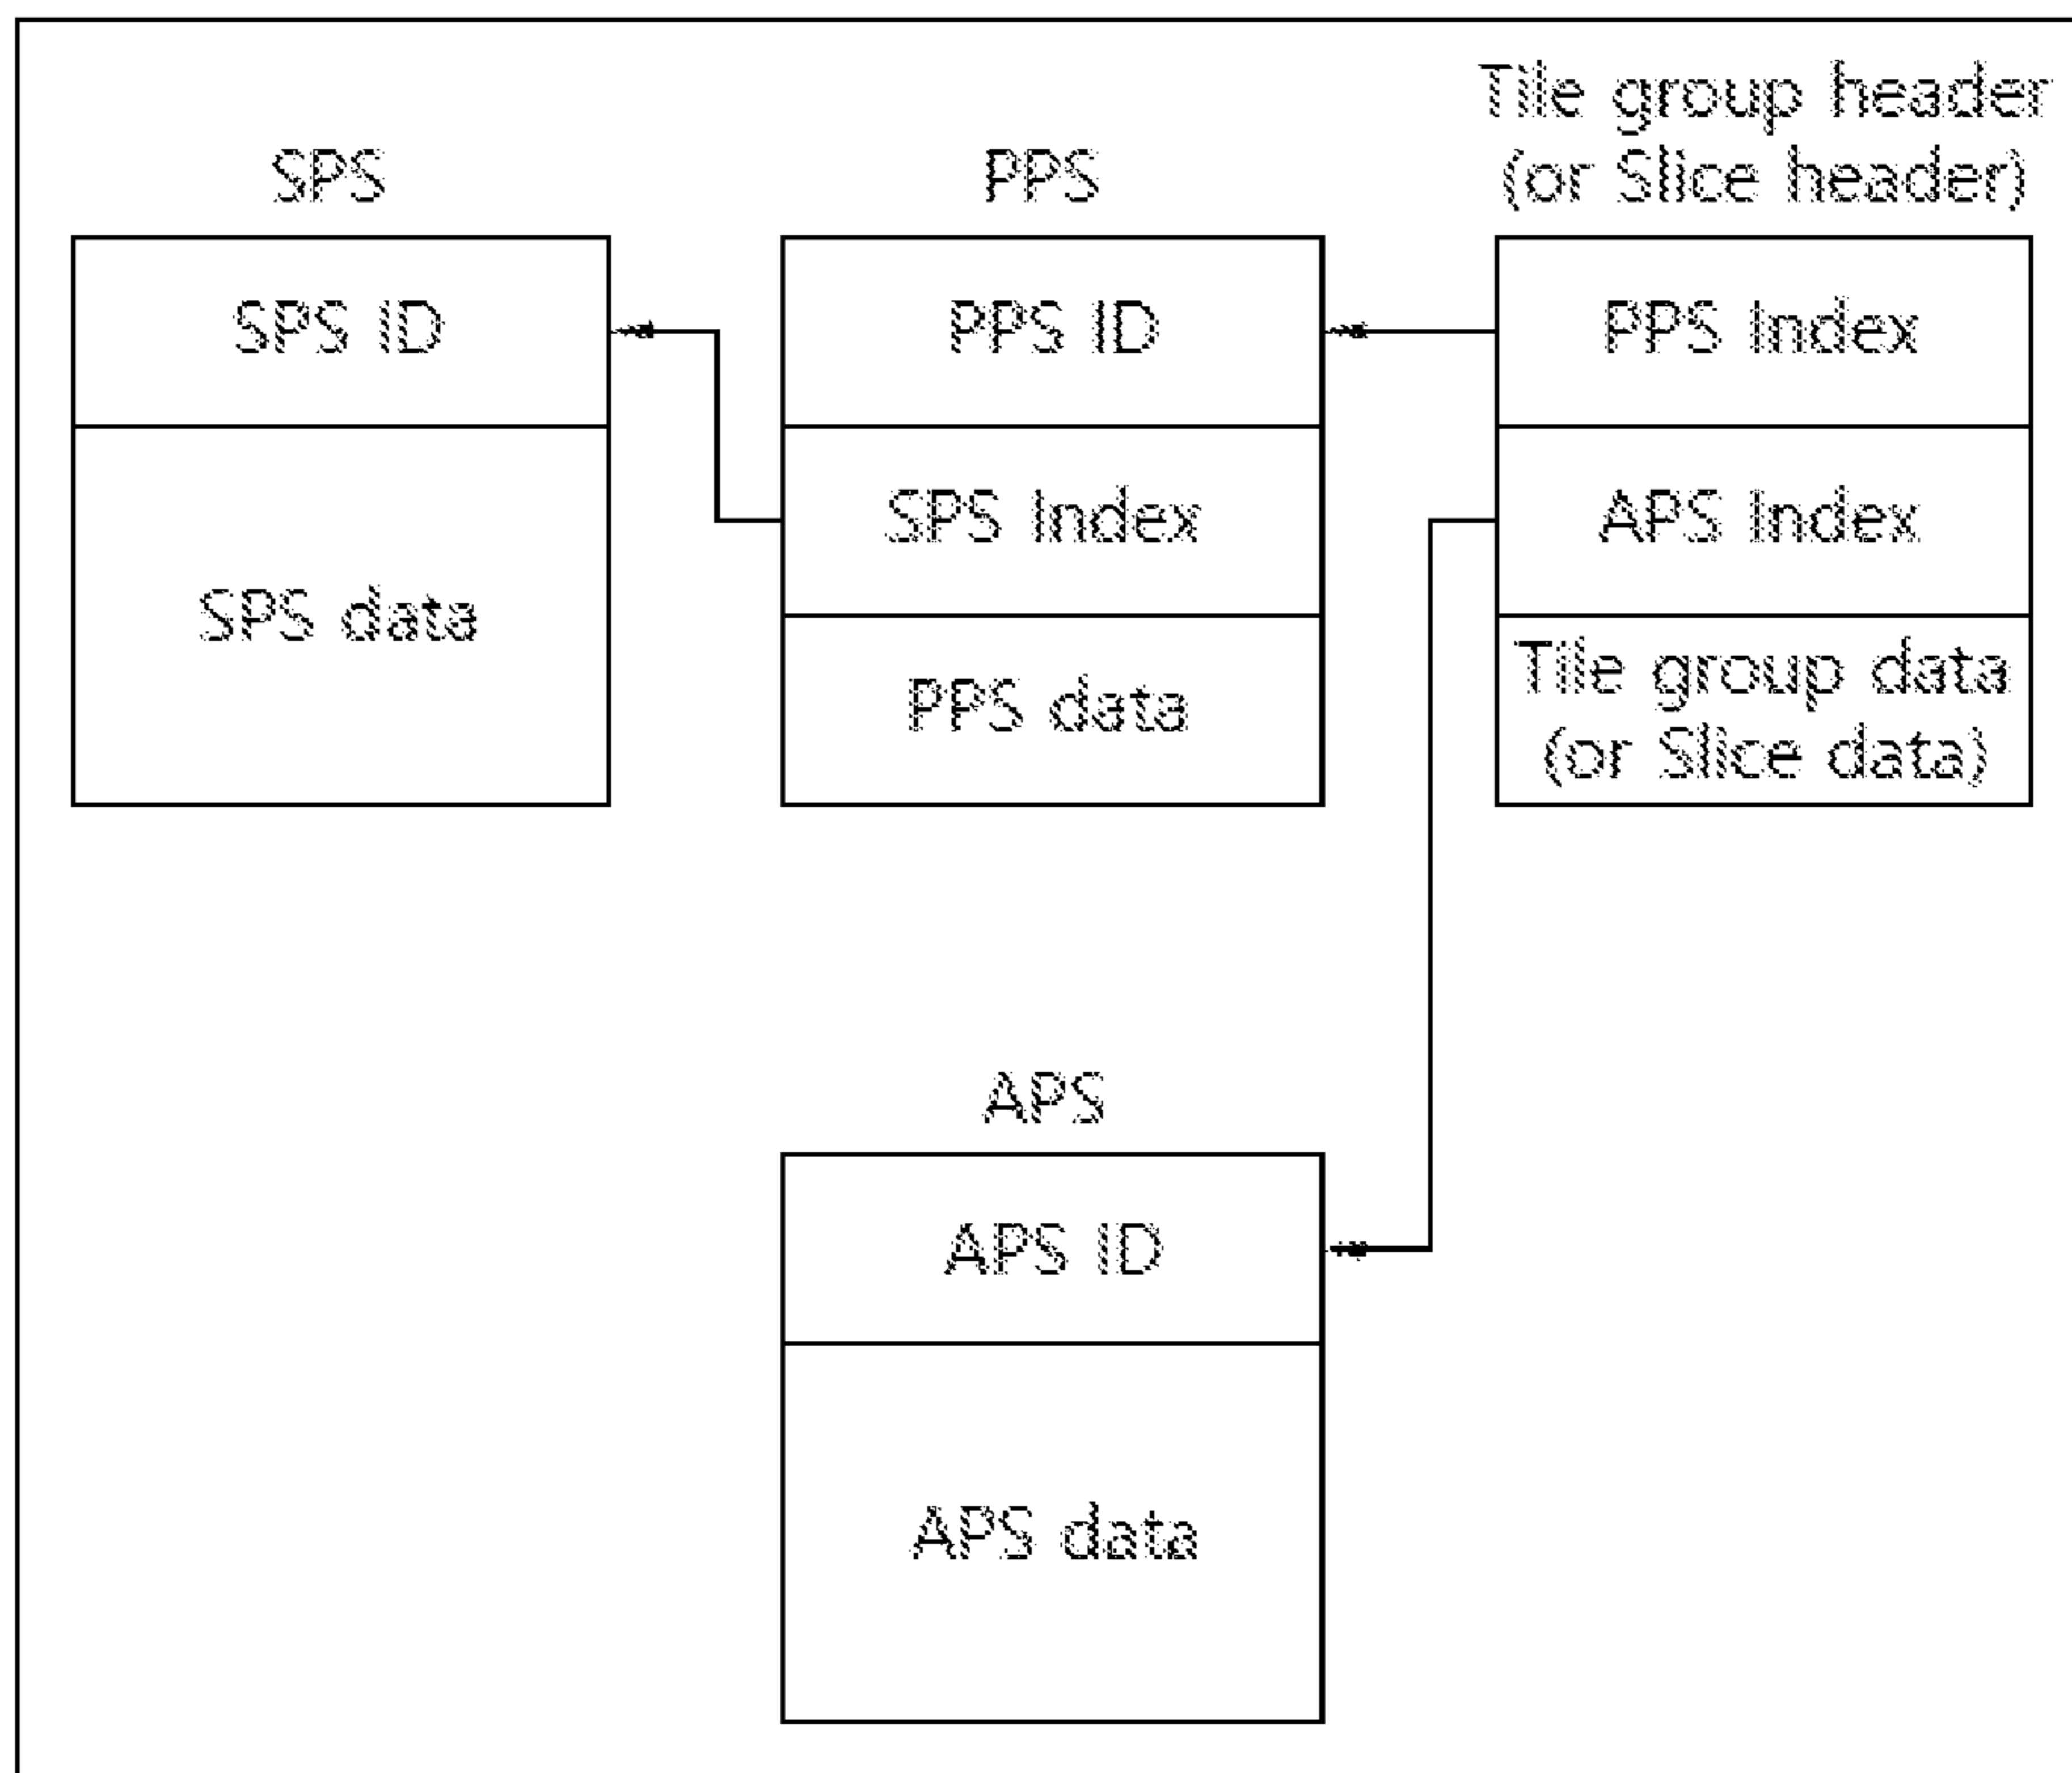 SPS
SPS ID
SPS data
PPS
PPS ID
SPS Index
PPS data
Tile group header
(or Slice header)
PPS Index
APS Index
Tile group data
(or Slice data)
APS
APS ID
APS data